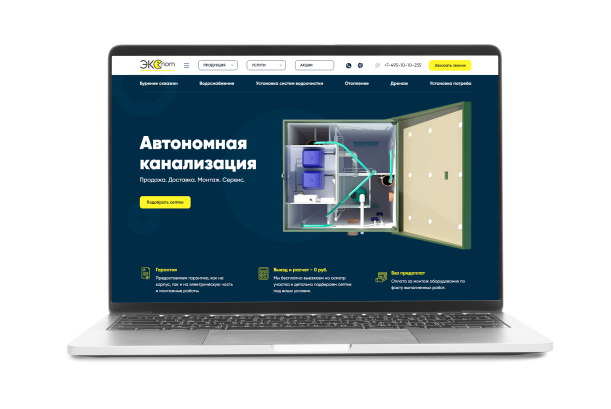 ЭКОпот
ПРОДУКЦИЯ УСЛУГИ АКЦИИ +7-495-10-10-255 Заказать звонок
Бурение скважин Водоснабжение Установка систем водоочистки Отопление Дренаж Установка погреба
Автономная
канализация
Продажа. Доставка. Монтаж. Сервис.
Подобрать септик
Гарантия
Предоставляем гарантию, как на
корпус, так и на электрическую часть
и монтажные работы.
Выезд и расчет - 0 руб.
Мы бесплатно выезжаем на осмотр
участка и детально подбираем септик
под ваши условия.
Без предоплат
Оплата за монтаж оборудования по
факту выполненных работ.